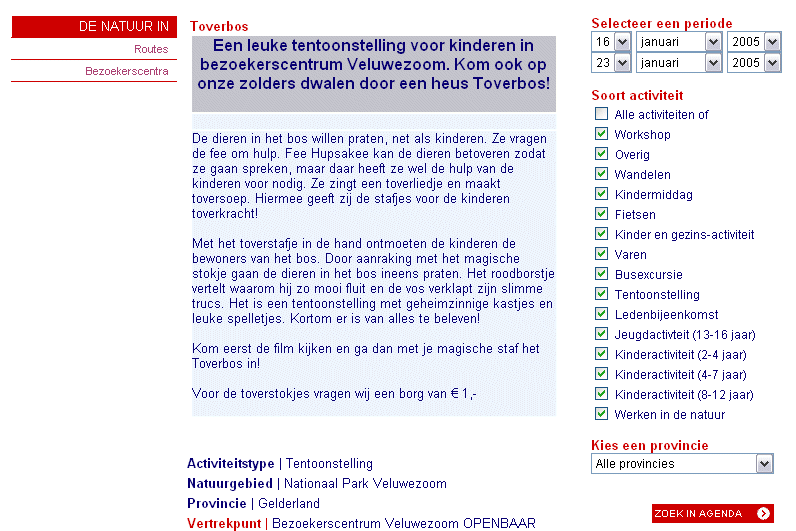 DE NATUUR IN
Routes
Bezoekerscentra
Toverbos
Een leuke tentoonstelling voor kinderen in
bezoekerscentrum Veluwezoom. Kom ook op
onze zolders dwalen door een heus Toverbos!
De dieren in het bos willen praten, net als kinderen. Ze vragen
de fee om hulp. Fee Hupsakee kan de dieren betoveren zodat
ze gaan spreken, maar daar heeft ze wel de hulp van de
kinderen voor nodig. Ze zingt een toverliedje en maakt
toversoep. Hiermee geeft zij de stafjes voor de kinderen
toverkracht!
Met het toverstafje in de hand ontmoeten de kinderen de
bewoners van het bos. Door aanraking met het magische
stokje gaan de dieren in het bos ineens praten. Het roodborstje
vertelt waarom hij zo mooi fluit en de vos verklapt zijn slimme
trucs. Het is een tentoonstelling met geheimzinnige kastjes en
leuke spelletjes. Kortom er is van alles te beleven!
Kom eerst de film kijken en ga dan met je magische staf het
Toverbos in!
Voor de toverstokjes vragen wij een borg van € 1,-
Activiteitstype | Tentoonstelling
Natuurgebied | Nationaal Park Veluwezoom
Provincie | Gelderland
Vertrekpunt | Bezoekerscentrum Veluwezoom OPENBAAR
Selecteer een periode
16 januari 2005
23 januari 2005
Soort activiteit
Alle activiteiten of
Workshop
Overig
Wandelen
Kindermiddag
Fietsen
Kinder en gezins-activiteit
Varen
Busexcursie
Tentoonstelling
Ledenbijeenkomst
Jeugdactivteit (13-16 jaar)
Kinderactiviteit (2-4 jaar)
Kinderactiviteit (4-7 jaar)
Kinderactiviteit (8-12 jaar)
Werken in de natuur
Kies een provincie
Alle provincies
ZOEK IN AGENDA